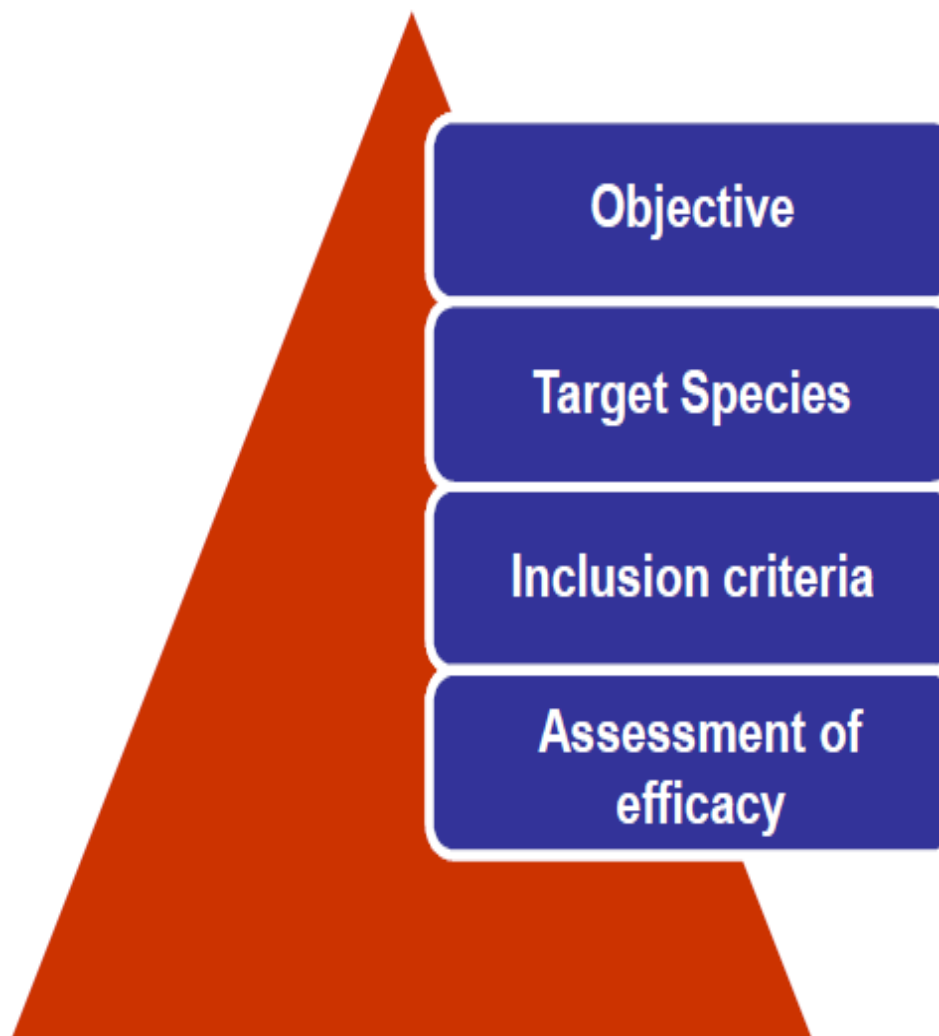 Objective
Target Species
Inclusion criteria
Assessment of
efficacy